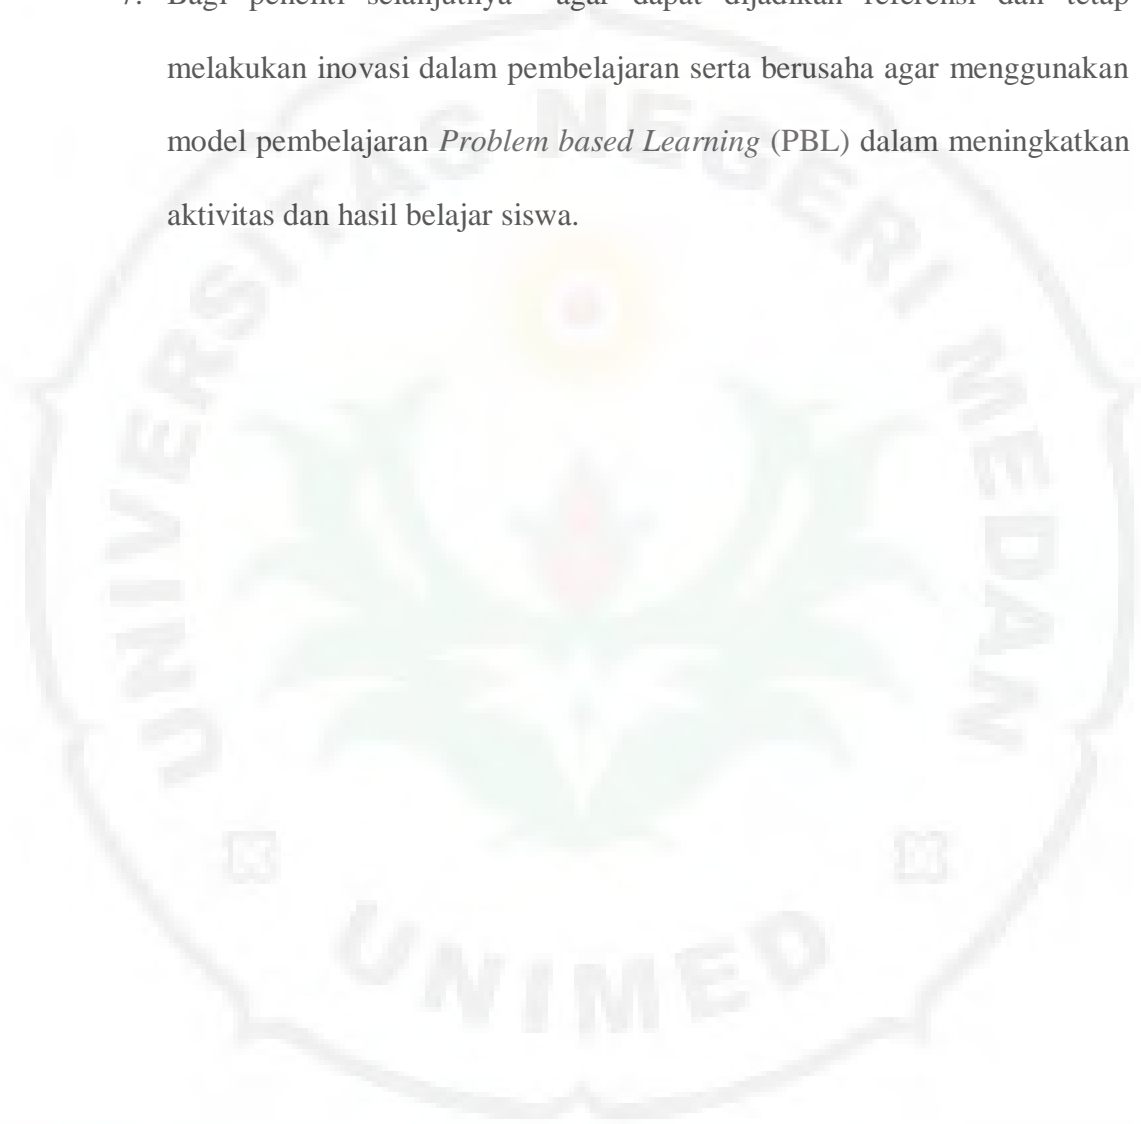 Bagi peneliti selanjutnya agar dapat dijadikan referensi dan tetap
melakukan inovasi dalam pembelajaran serta berusaha agar menggunakan
model pembelajaran Problem based Learning (PBL) dalam meningkatkan
aktivitas dan hasil belajar siswa.
UNIVERSITAS NEGERI MEDAN
UNIMED